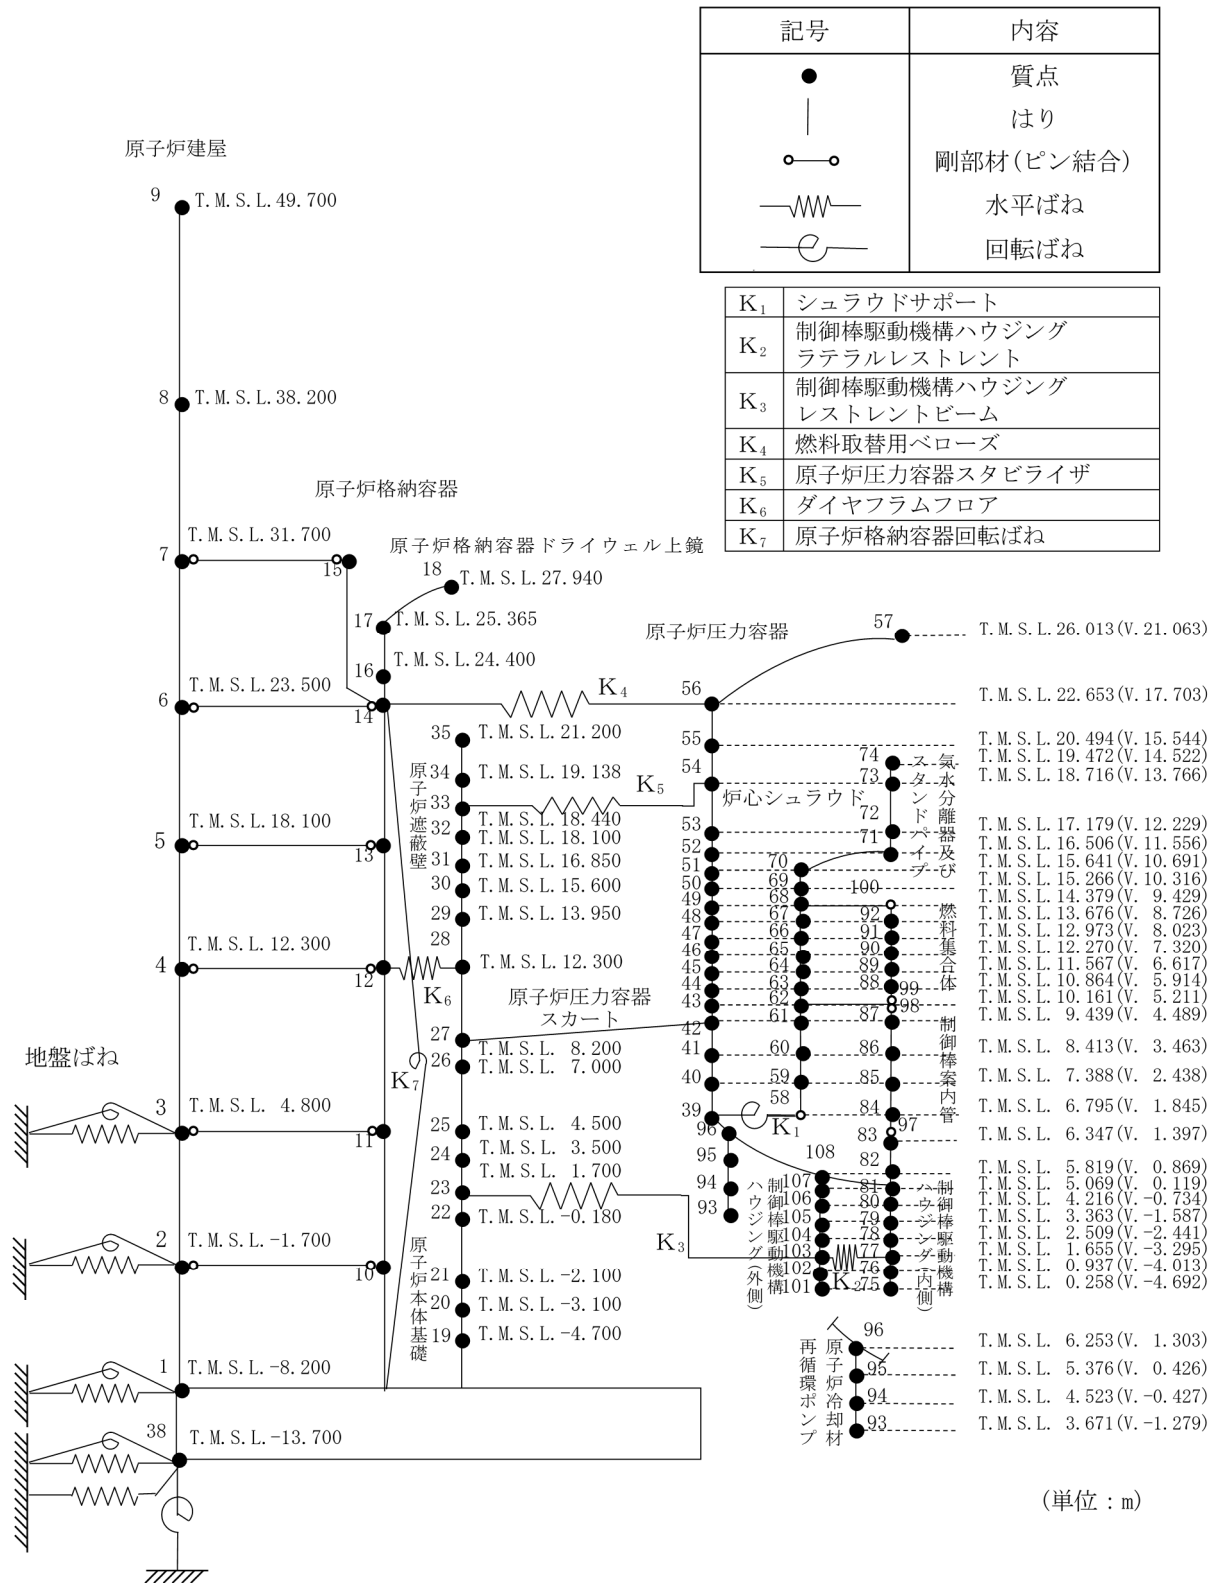 記号 内容
質点
はり
剛部材(ピン結合)
水平ばね
回転ばね
K₁ シュラウドサポート
K₂ 制御棒駆動機構ハウジング
ラテラルレストレント
K₃ 制御棒駆動機構ハウジング
レストレントビーム
K₄ 燃料取替用ベローズ
K₅ 原子炉圧力容器スタビライザ
K₆ ダイヤフラムフロア
K₇ 原子炉格納容器回転ばね
原子炉建屋
9 T.M.S.L.49.700
8 T.M.S.L.38.200
7 T.M.S.L.31.700
6 T.M.S.L.23.500
5 T.M.S.L.18.100
4 T.M.S.L.12.300
地盤ばね
3 T.M.S.L. 4.800
2 T.M.S.L.-1.700
1 T.M.S.L.-8.200
38 T.M.S.L.-13.700
原子炉格納容器
15
原子炉格納容器ドライウェル上鏡
18 T.M.S.L.27.940
17 T.M.S.L.25.365
16 T.M.S.L.24.400
14
13
12
11
10
K₄
K₅
K₆
K₇
K₃
K₁
K₂
原子炉遮蔽壁
35 T.M.S.L.21.200
34 T.M.S.L.19.138
33 T.M.S.L.18.440
32 T.M.S.L.18.100
31 T.M.S.L.16.850
30 T.M.S.L.15.600
29 T.M.S.L.13.950
28 T.M.S.L.12.300
原子炉圧力容器
スカート
27 T.M.S.L. 8.200
26 T.M.S.L. 7.000
25 T.M.S.L. 4.500
24 T.M.S.L. 3.500
23 T.M.S.L. 1.700
22 T.M.S.L.-0.180
21 T.M.S.L.-2.100
20 T.M.S.L.-3.100
19 T.M.S.L.-4.700
原子炉本体基礎
原子炉圧力容器
57
56
55
54
53
52
51
50
49
48
47
46
45
44
43
42
41
40
39
96
95
94
93
炉心シュラウド
70
69
68
67
66
65
64
63
62
61
60
59
58
気水分離器及び
スタンドパイプ
74
73
72
71
燃料集合体
100
92
91
90
89
88
99
98
制御棒案内管
87
86
85
84
97
83
82
81
80
79
78
77
76
75
制御棒駆動機構
ハウジング(内側)
108
107
106
105
104
103
102
101
制御棒駆動機構
ハウジング(外側)
T.M.S.L.26.013(V.21.063)
T.M.S.L.22.653(V.17.703)
T.M.S.L.20.494(V.15.544)
T.M.S.L.19.472(V.14.522)
T.M.S.L.18.716(V.13.766)
T.M.S.L.17.179(V.12.229)
T.M.S.L.16.506(V.11.556)
T.M.S.L.15.641(V.10.691)
T.M.S.L.15.266(V.10.316)
T.M.S.L.14.379(V. 9.429)
T.M.S.L.13.676(V. 8.726)
T.M.S.L.12.973(V. 8.023)
T.M.S.L.12.270(V. 7.320)
T.M.S.L.11.567(V. 6.617)
T.M.S.L.10.864(V. 5.914)
T.M.S.L.10.161(V. 5.211)
T.M.S.L. 9.439(V. 4.489)
T.M.S.L. 8.413(V. 3.463)
T.M.S.L. 7.388(V. 2.438)
T.M.S.L. 6.795(V. 1.845)
T.M.S.L. 6.347(V. 1.397)
T.M.S.L. 5.819(V. 0.869)
T.M.S.L. 5.069(V. 0.119)
T.M.S.L. 4.216(V.-0.734)
T.M.S.L. 3.363(V.-1.587)
T.M.S.L. 2.509(V.-2.441)
T.M.S.L. 1.655(V.-3.295)
T.M.S.L. 0.937(V.-4.013)
T.M.S.L. 0.258(V.-4.692)
原子炉冷却材
再循環ポンプ
96 T.M.S.L. 6.253(V. 1.303)
95 T.M.S.L. 5.376(V. 0.426)
94 T.M.S.L. 4.523(V.-0.427)
93 T.M.S.L. 3.671(V.-1.279)
(単位：m)